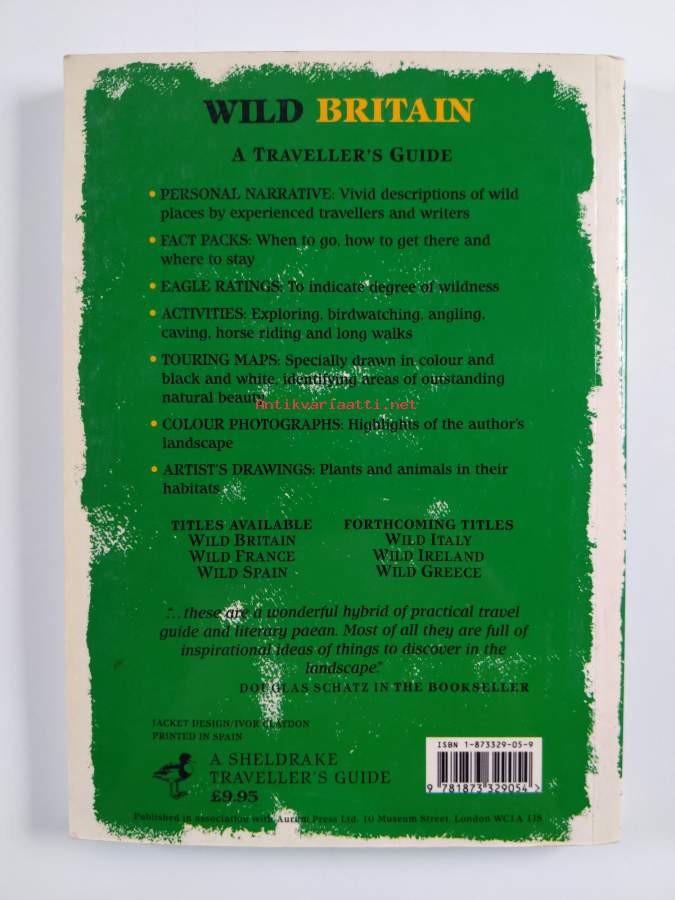 WILD BRITAIN
A TRAVELLER'S GUIDE
• PERSONAL NARRATIVE: Vivid descriptions of wild
places by experienced travellers and writers
• FACT PACKS: When to go, how to get there and
where to stay
• EAGLE RATINGS: To indicate degree of wildness
• ACTIVITIES: Exploring, birdwatching, angling,
caving, horse riding and long walks
• TOURING MAPS: Specially drawn in colour and
black and white, identifying areas of outstanding
natural beauty
Antikvariaatti.net
• COLOUR PHOTOGRAPHS: Highlights of the author's
landscape
• ARTIST'S DRAWINGS: Plants and animals in their
habitats
TITLES AVAILABLE
WILD BRITAIN
WILD FRANCE
WILD SPAIN
FORTHCOMING TITLES
WILD ITALY
WILD IRELAND
WILD GREECE
"...these are a wonderful hybrid of practical travel
guide and literary paean. Most of all they are full of
inspirational ideas of things to discover in the
landscape."
DOUGLAS SCHATZ IN THE BOOKSELLER
JACKET DESIGN/IVOR CLAYDON
PRINTED IN SPAIN
A SHELDRAKE
TRAVELLER'S GUIDE
£9.95
ISBN 1-873329-05-9
9 781873 329054 >
Published in association with Aurum Press Ltd. 10 Museum Street, London WC1A 1JS